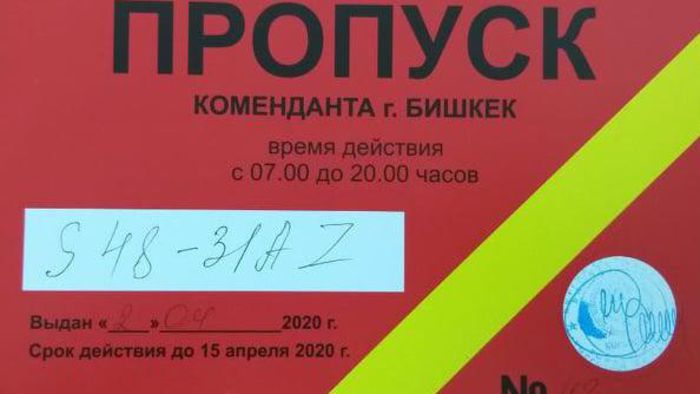 ПРОПУСК
КОМЕНДАНТА г. БИШКЕК
время действия
с 07.00 до 20.00 часов
S 48-31AZ
Выдан «2» 04 2020 г.
Срок действия до 15 апреля 2020 г.
№